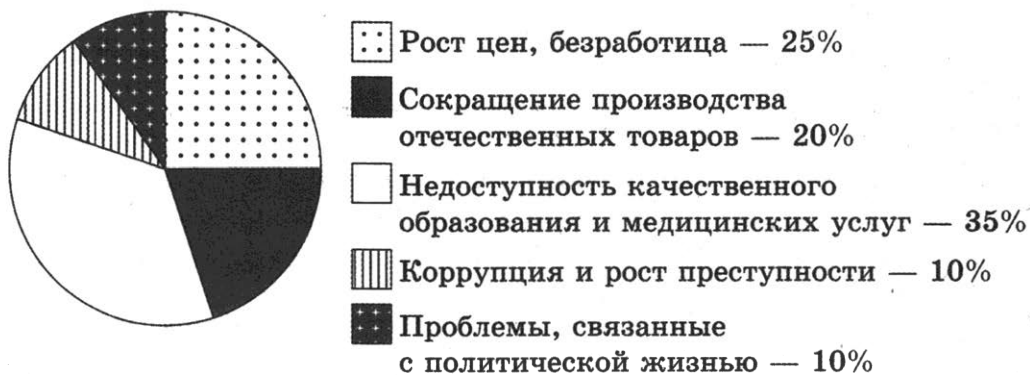 Рост цен, безработица — 25%
Сокращение производства
отечественных товаров — 20%
Недоступность качественного
образования и медицинских услуг — 35%
Коррупция и рост преступности — 10%
Проблемы, связанные
с политической жизнью — 10%